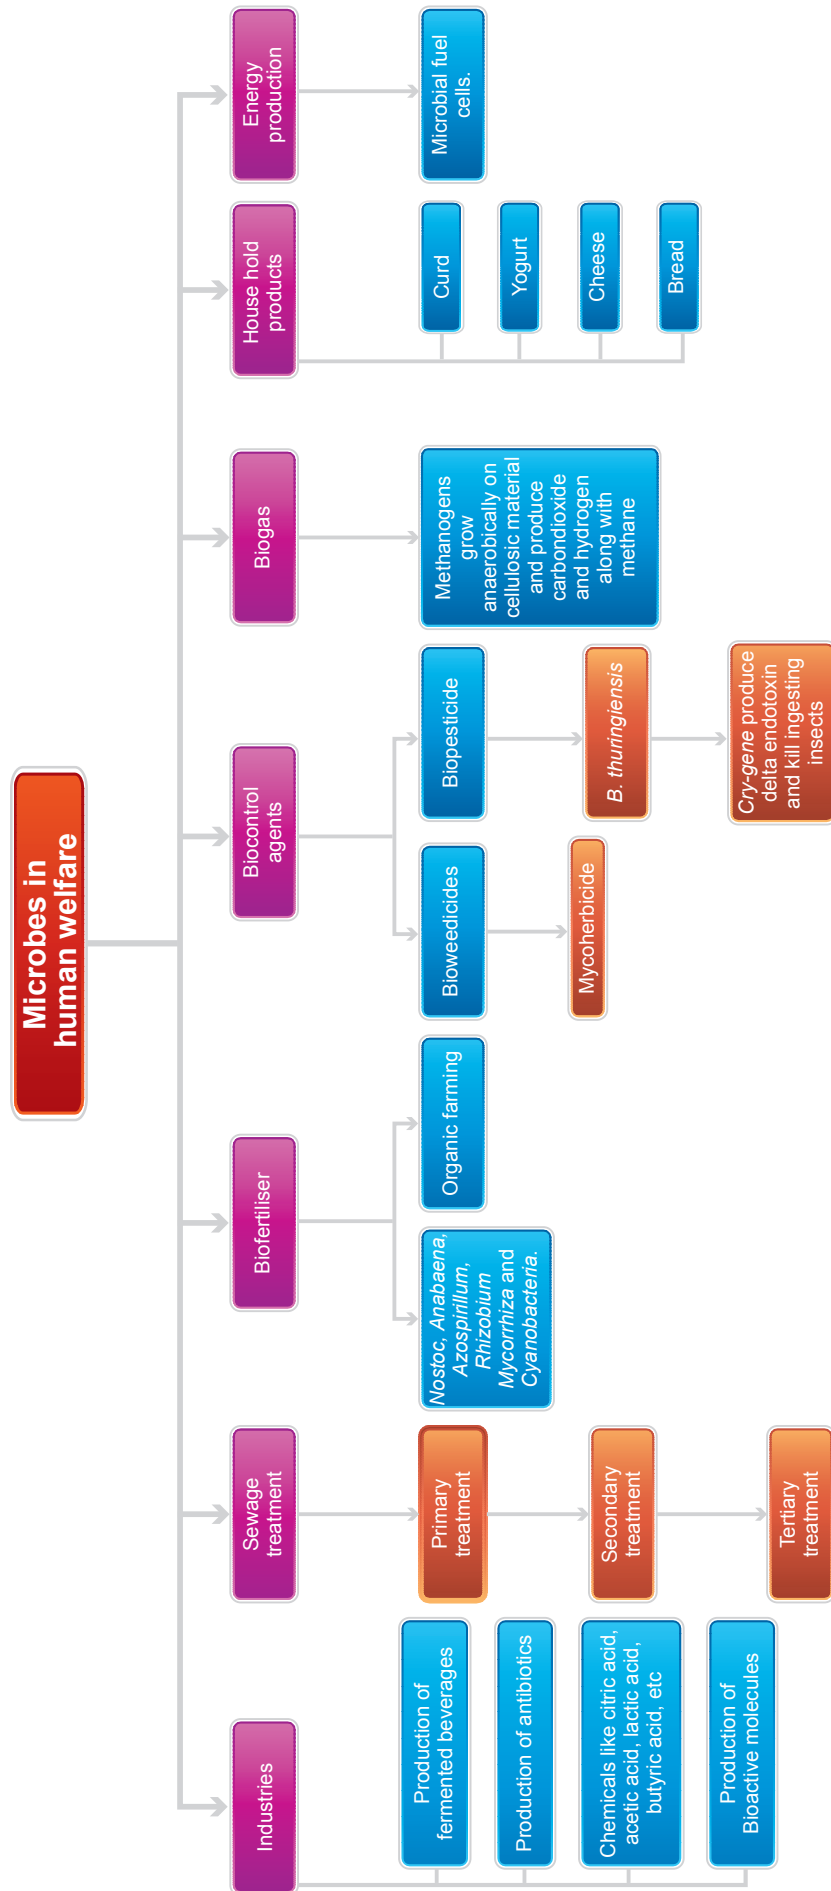 Microbes in
human welfare
Industries
Production of
fermented beverages
Production of antibiotics
Chemicals like citric acid,
acetic acid, lactic acid,
butyric acid, etc
Production of
Bioactive molecules
Sewage
treatment
Primary
treatment
Secondary
treatment
Tertiary
treatment
Biofertiliser
Nostoc, Anabaena,
Azospirillum,
Rhizobium
Mycorrhiza and
Cyanobacteria.
Organic farming
Biocontrol
agents
Bioweedicides
Mycoherbicide
Biopesticide
B. thuringiensis
Cry-gene produce
delta endotoxin
and kill ingesting
insects
Biogas
Methanogens
grow
anaerobically on
cellulosic material
and produce
carbondioxide
and hydrogen
along with
methane
House hold
products
Curd
Yogurt
Cheese
Bread
Energy
production
Microbial fuel
cells.